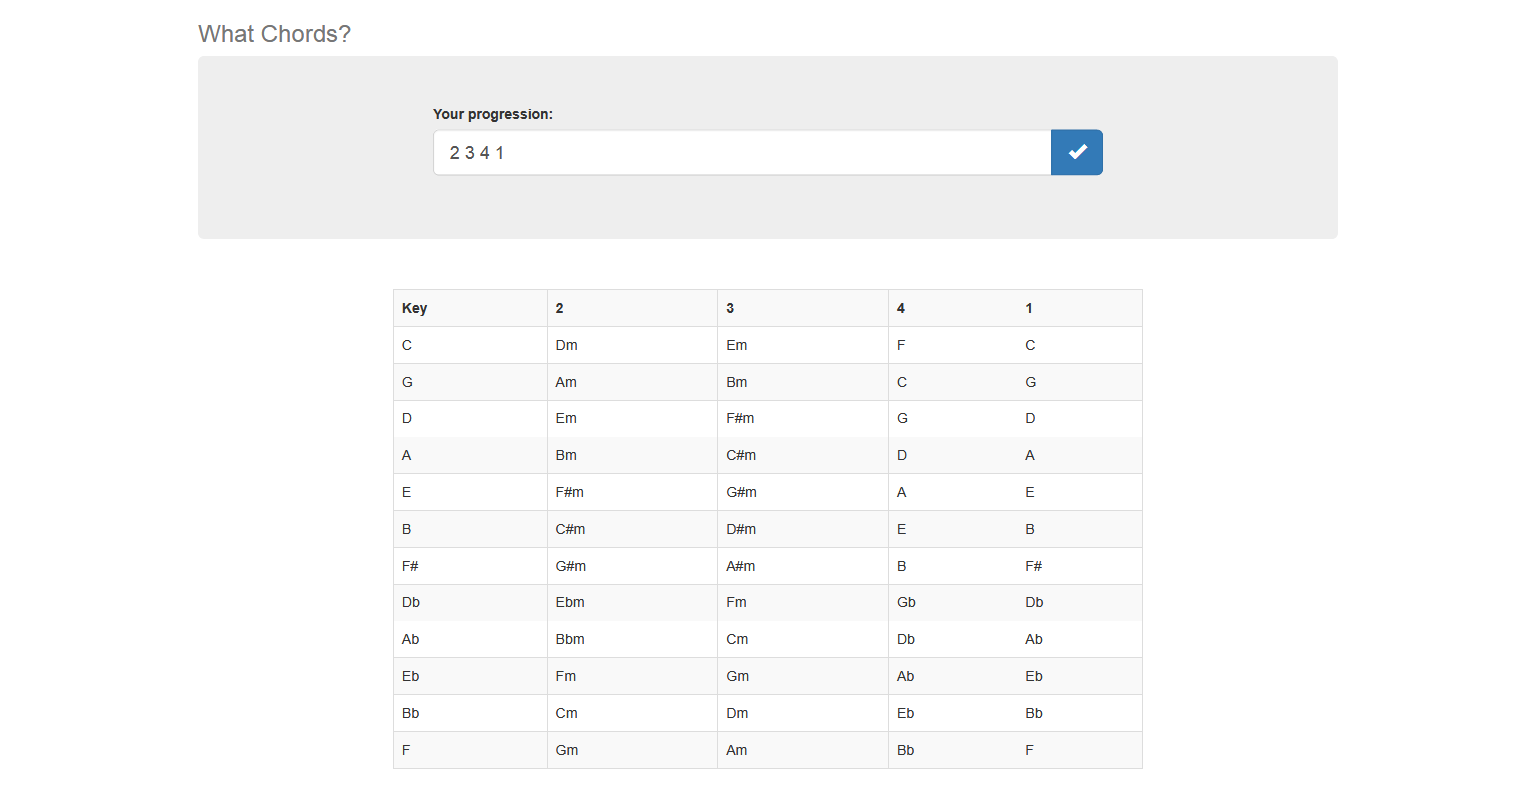 What Chords?
Your progression:
2 3 4 1
Key 2 3 4 1
C Dm Em F C
G Am Bm C G
D Em F#m G D
A Bm C#m D A
E F#m G#m A E
B C#m D#m E B
F# G#m A#m B F#
Db Ebm Fm Gb Db
Ab Bbm Cm Db Ab
Eb Fm Gm Ab Eb
Bb Cm Dm Eb Bb
F Gm Am Bb F